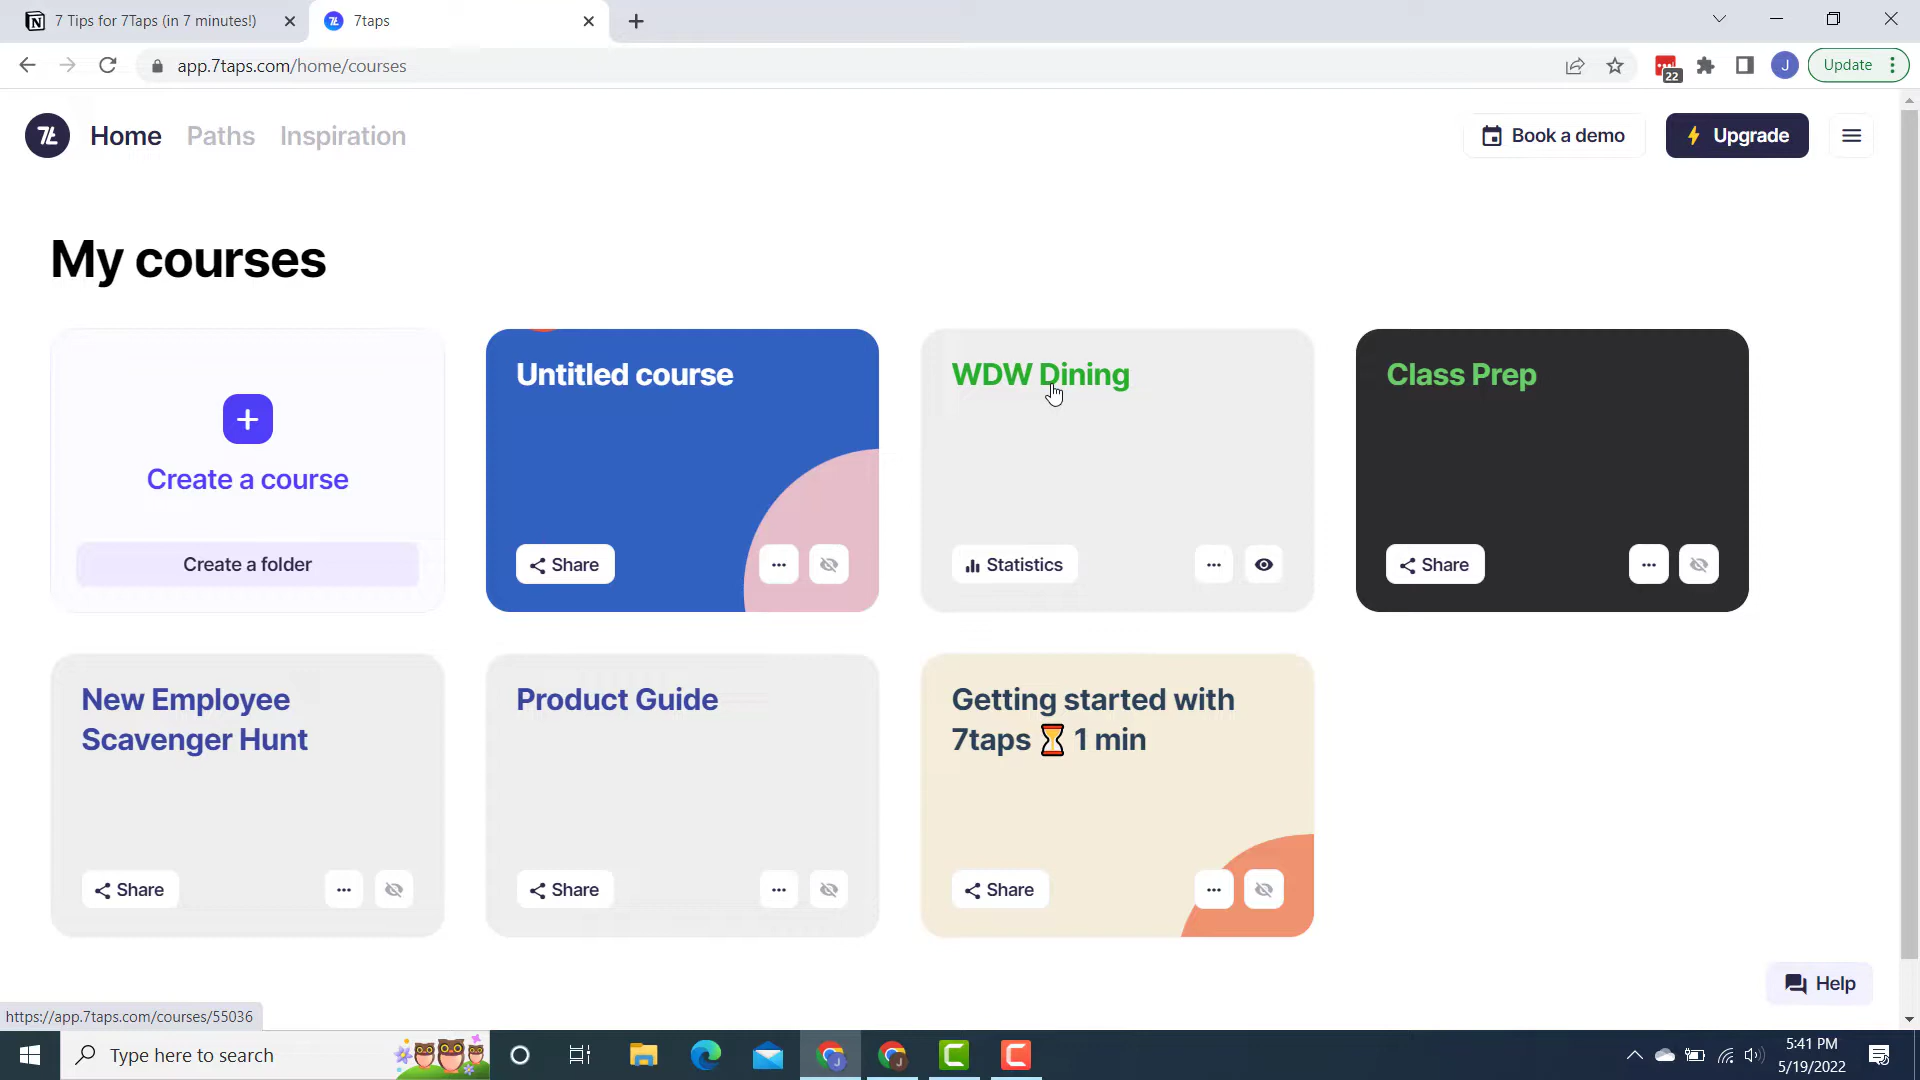 7 Tips for 7Taps (in 7 minutes!)
7taps
app.7taps.com/home/courses
22
J
Update
Home
Paths
Inspiration
Book a demo
Upgrade
My courses
Create a course
Create a folder
Untitled course
Share
WDW Dining
Statistics
Class Prep
Share
New Employee
Scavenger Hunt
Share
Product Guide
Share
Getting started with
7taps ⏳ 1 min
Share
Help
https://app.7taps.com/courses/55036
Type here to search
5:41 PM
5/19/2022